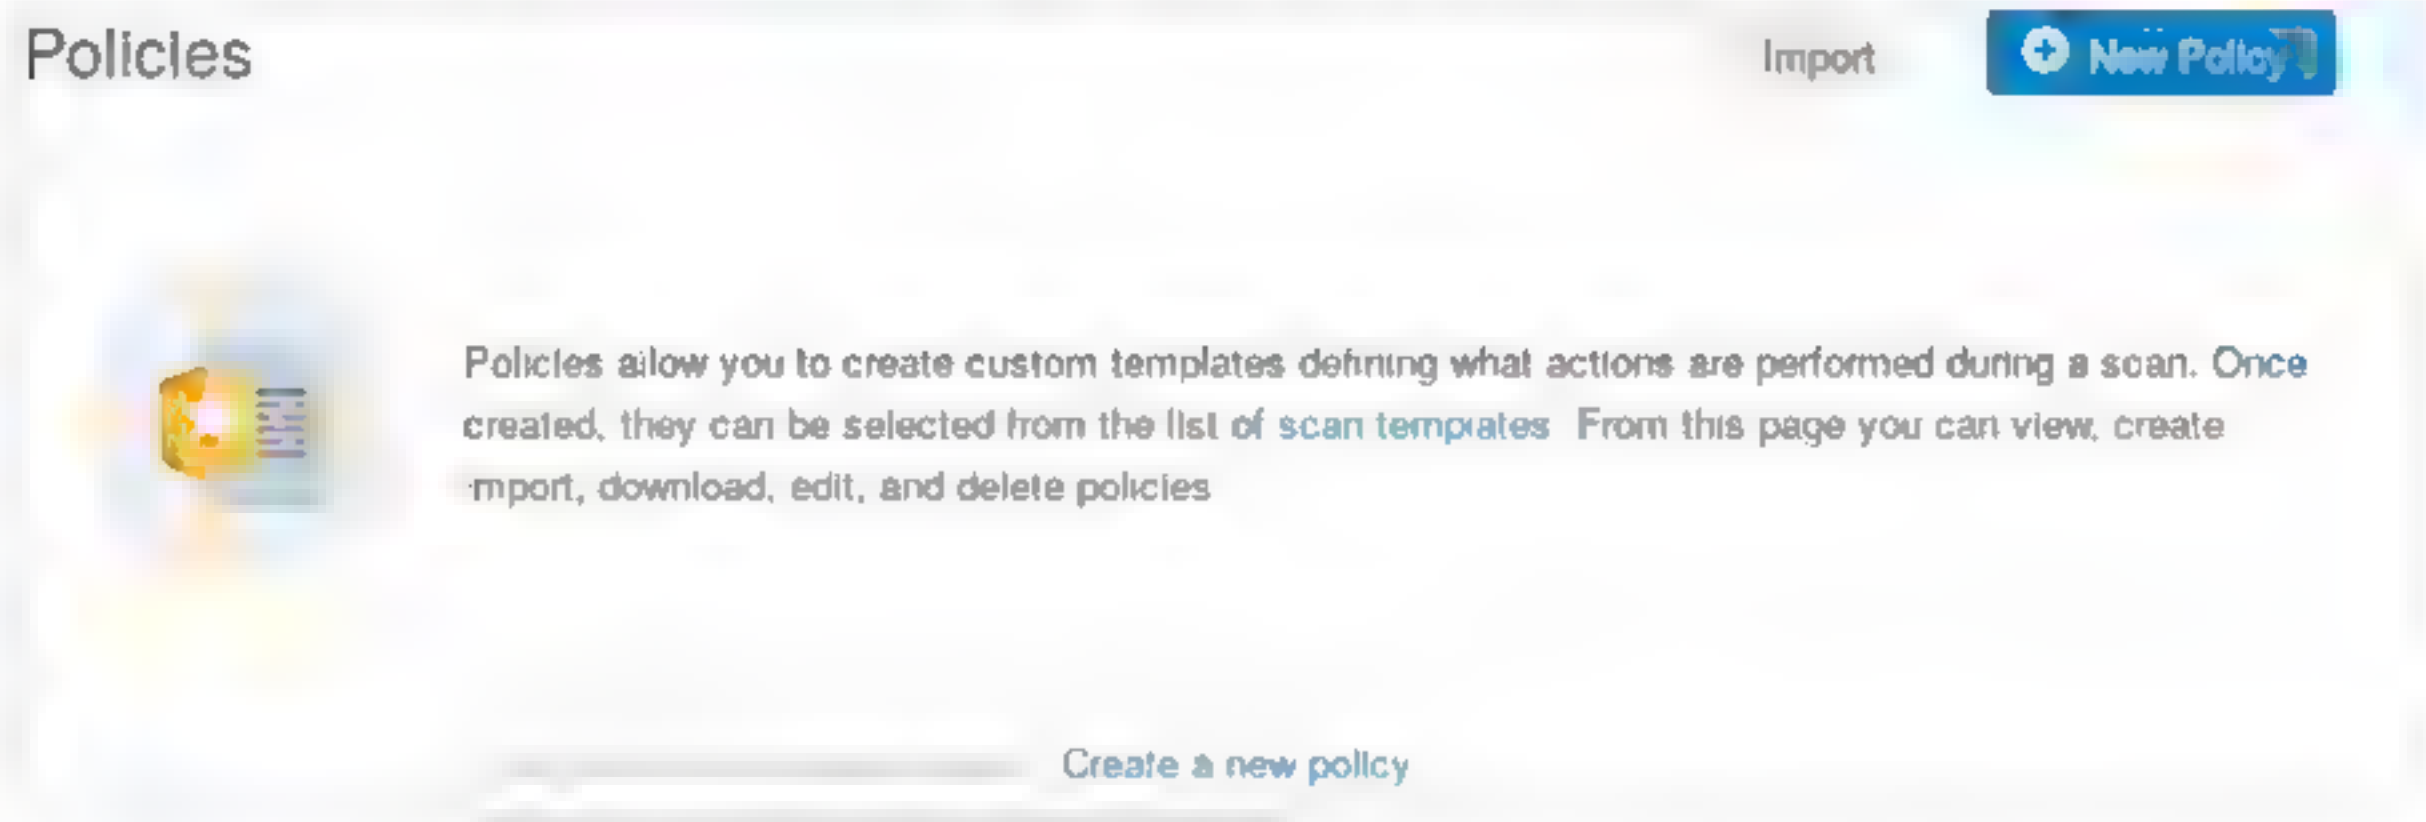 Policies
Import
New Policy
Policies allow you to create custom templates defining what actions are performed during a scan. Once
created, they can be selected from the list of scan templates From this page you can view, create
import, download, edit, and delete policies
Create a new policy